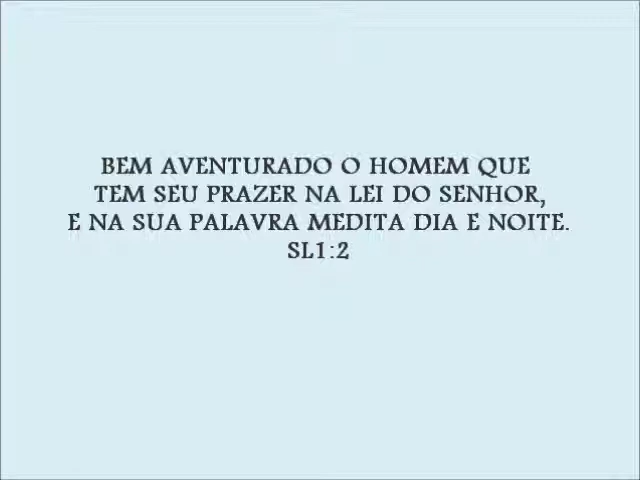 BEM AVENTURADO O HOMEM QUE
TEM SEU PRAZER NA LEI DO SENHOR,
E NA SUA PALAVRA MEDITA DIA E NOITE.
SL1:2